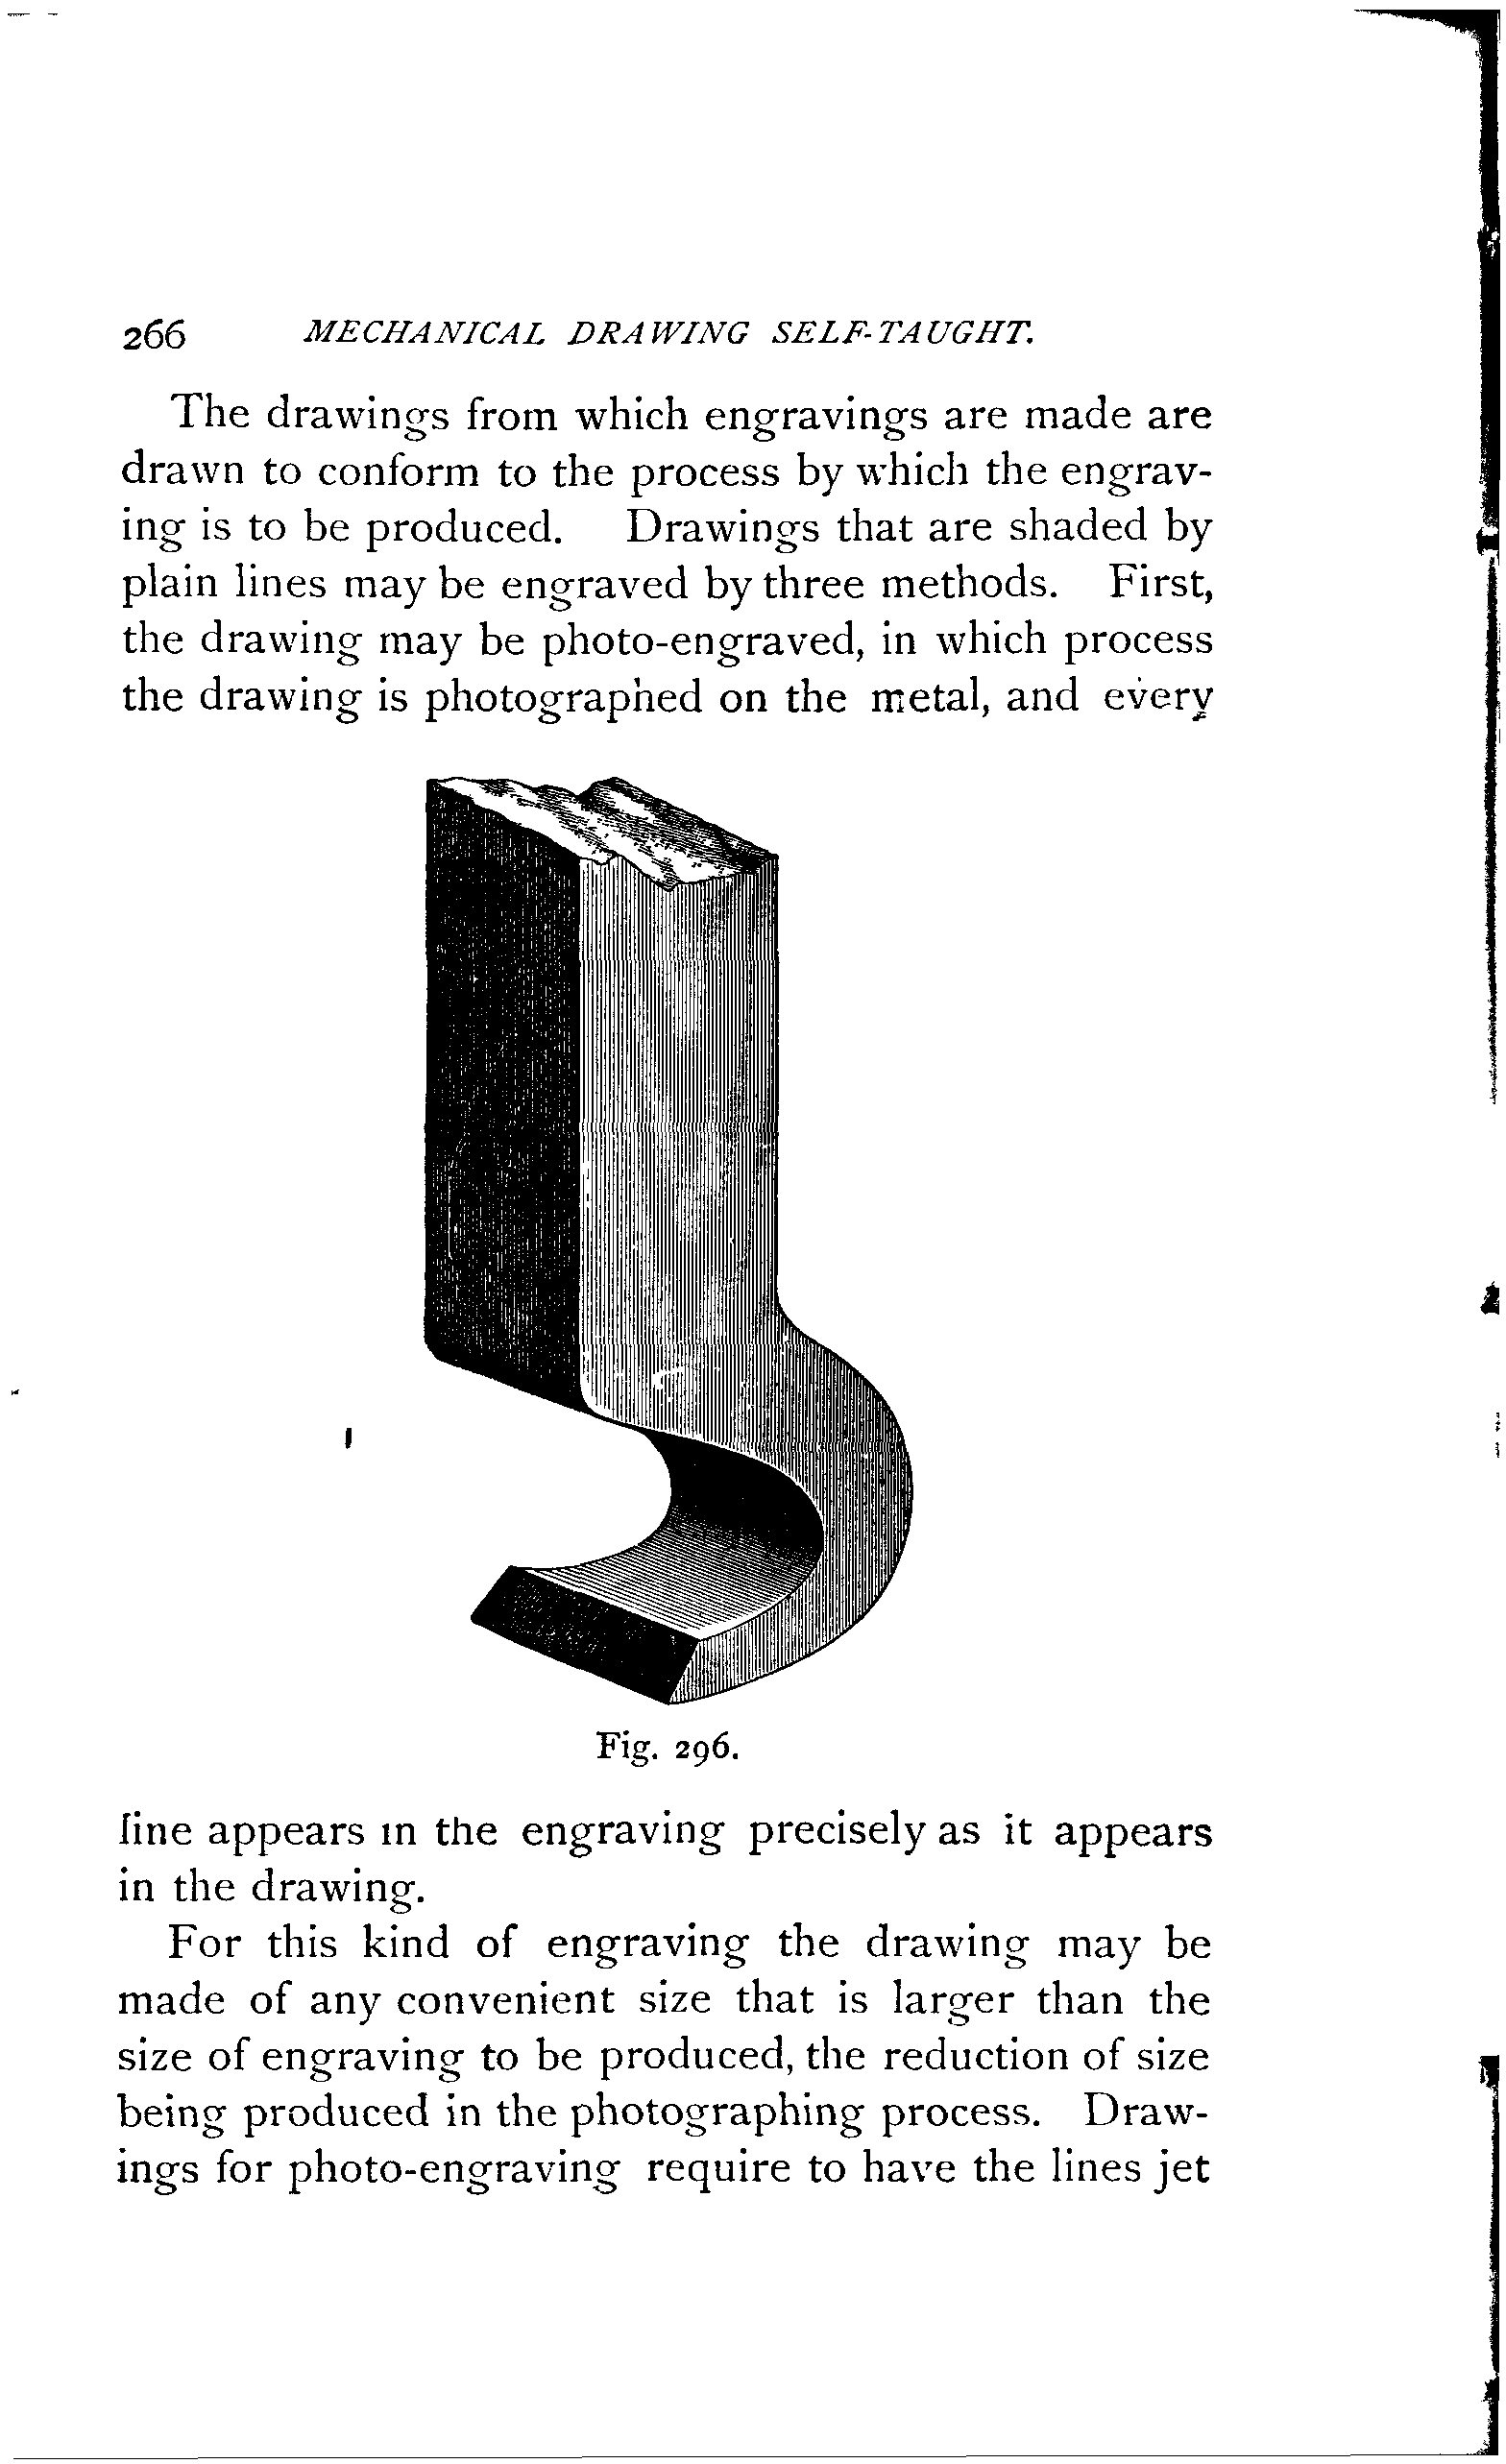 266 MECHANICAL DRAWING SELF-TAUGHT.
The drawings from which engravings are made are
drawn to conform to the process by which the engrav-
ing is to be produced. Drawings that are shaded by
plain lines may be engraved by three methods. First,
the drawing may be photo-engraved, in which process
the drawing is photographed on the metal, and every
Fig. 296.
line appears in the engraving precisely as it appears
in the drawing.
For this kind of engraving the drawing may be
made of any convenient size that is larger than the
size of engraving to be produced, the reduction of size
being produced in the photographing process. Draw-
ings for photo-engraving require to have the lines jet